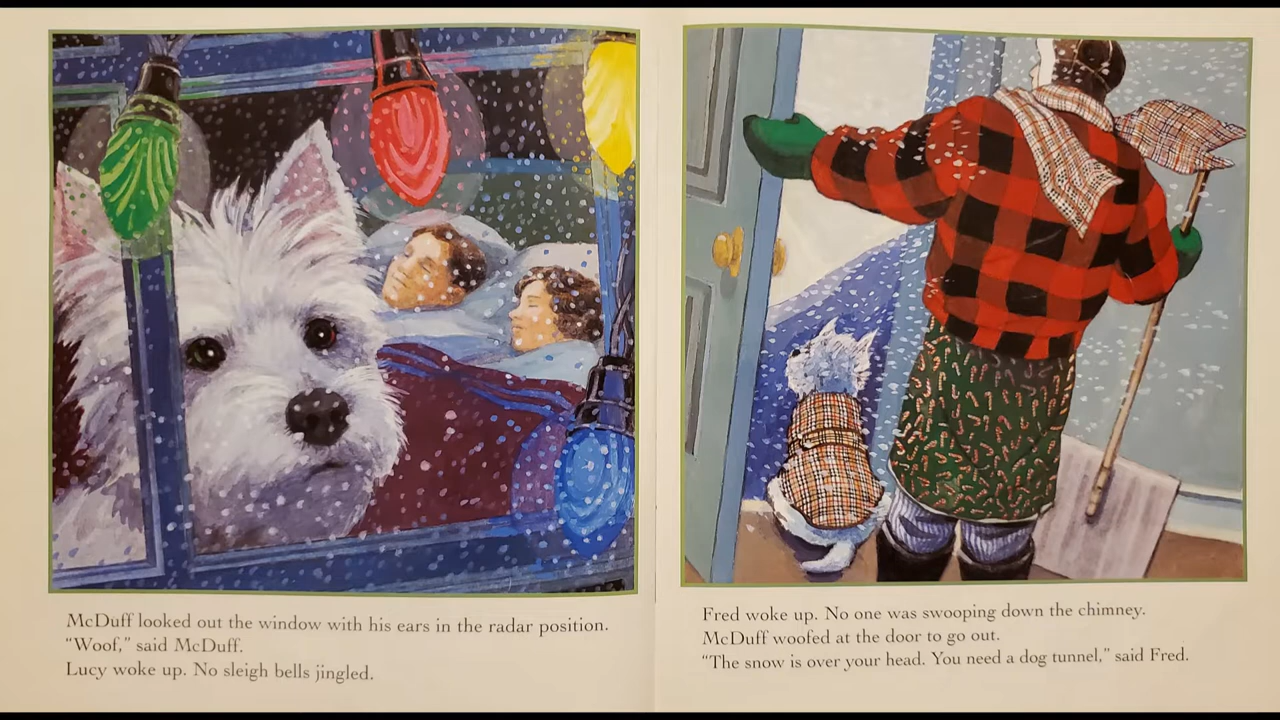 McDuff looked out the window with his ears in the radar position.
“Woof,” said McDuff.
Lucy woke up. No sleigh bells jingled.
Fred woke up. No one was swooping down the chimney.
McDuff woofed at the door to go out.
“The snow is over your head. You need a dog tunnel,” said Fred.